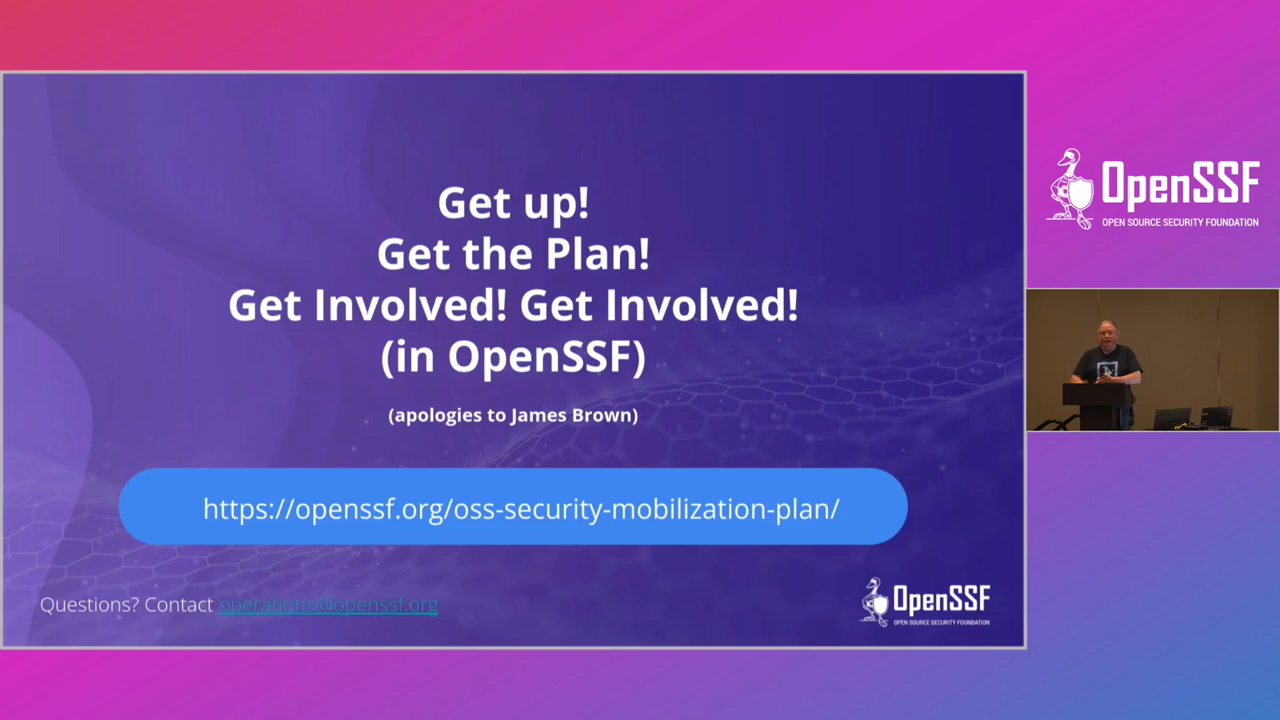 Get up!
Get the Plan!
Get Involved! Get Involved!
(in OpenSSF)
(apologies to James Brown)
https://openssf.org/oss-security-mobilization-plan/
Questions? Contact operations@openssf.org
OpenSSF
OPEN SOURCE SECURITY FOUNDATION
OpenSSF
OPEN SOURCE SECURITY FOUNDATION